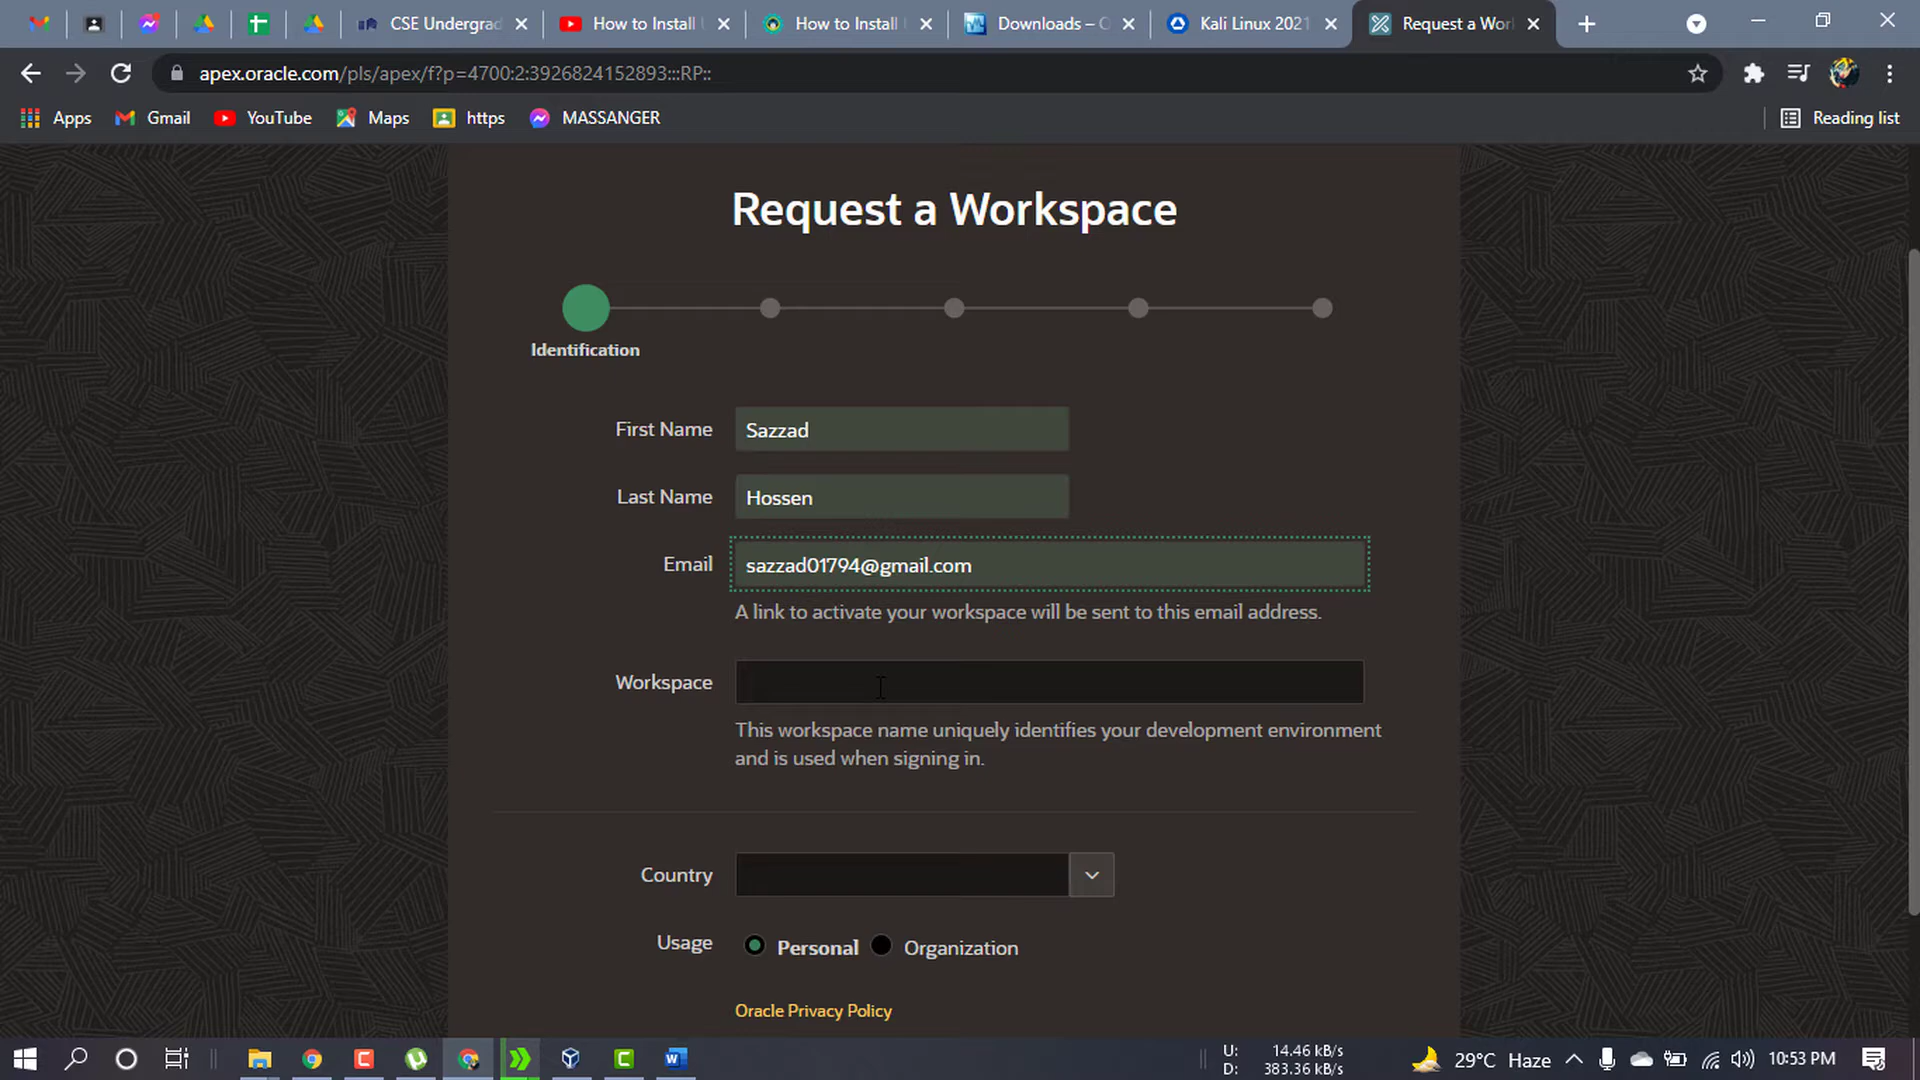 CSE Undergrad
How to Install
How to Install
Downloads – O
Kali Linux 2021
Request a Wor
apex.oracle.com/pls/apex/f?p=4700:2:3926824152893:::RP::
Apps
Gmail
YouTube
Maps
https
MASSANGER
Reading list
Request a Workspace
Identification
First Name
Sazzad
Last Name
Hossen
Email
sazzad01794@gmail.com
A link to activate your workspace will be sent to this email address.
Workspace
This workspace name uniquely identifies your development environment
and is used when signing in.
Country
Usage
Personal
Organization
Oracle Privacy Policy
U: 14.46 kB/s
D: 383.36 kB/s
29°C Haze
10:53 PM